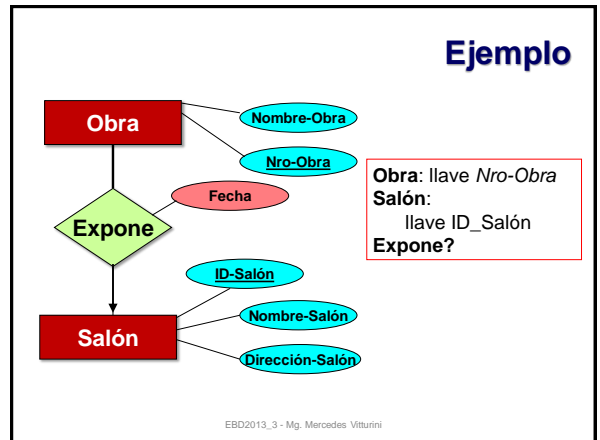 Ejemplo
Obra
Nombre-Obra
Nro-Obra
Fecha
Expone
ID-Salón
Nombre-Salón
Salón
Dirección-Salón
Obra: llave Nro-Obra
Salón:
llave ID_Salón
Expone?
EBD2013_3 - Mg. Mercedes Vitturini